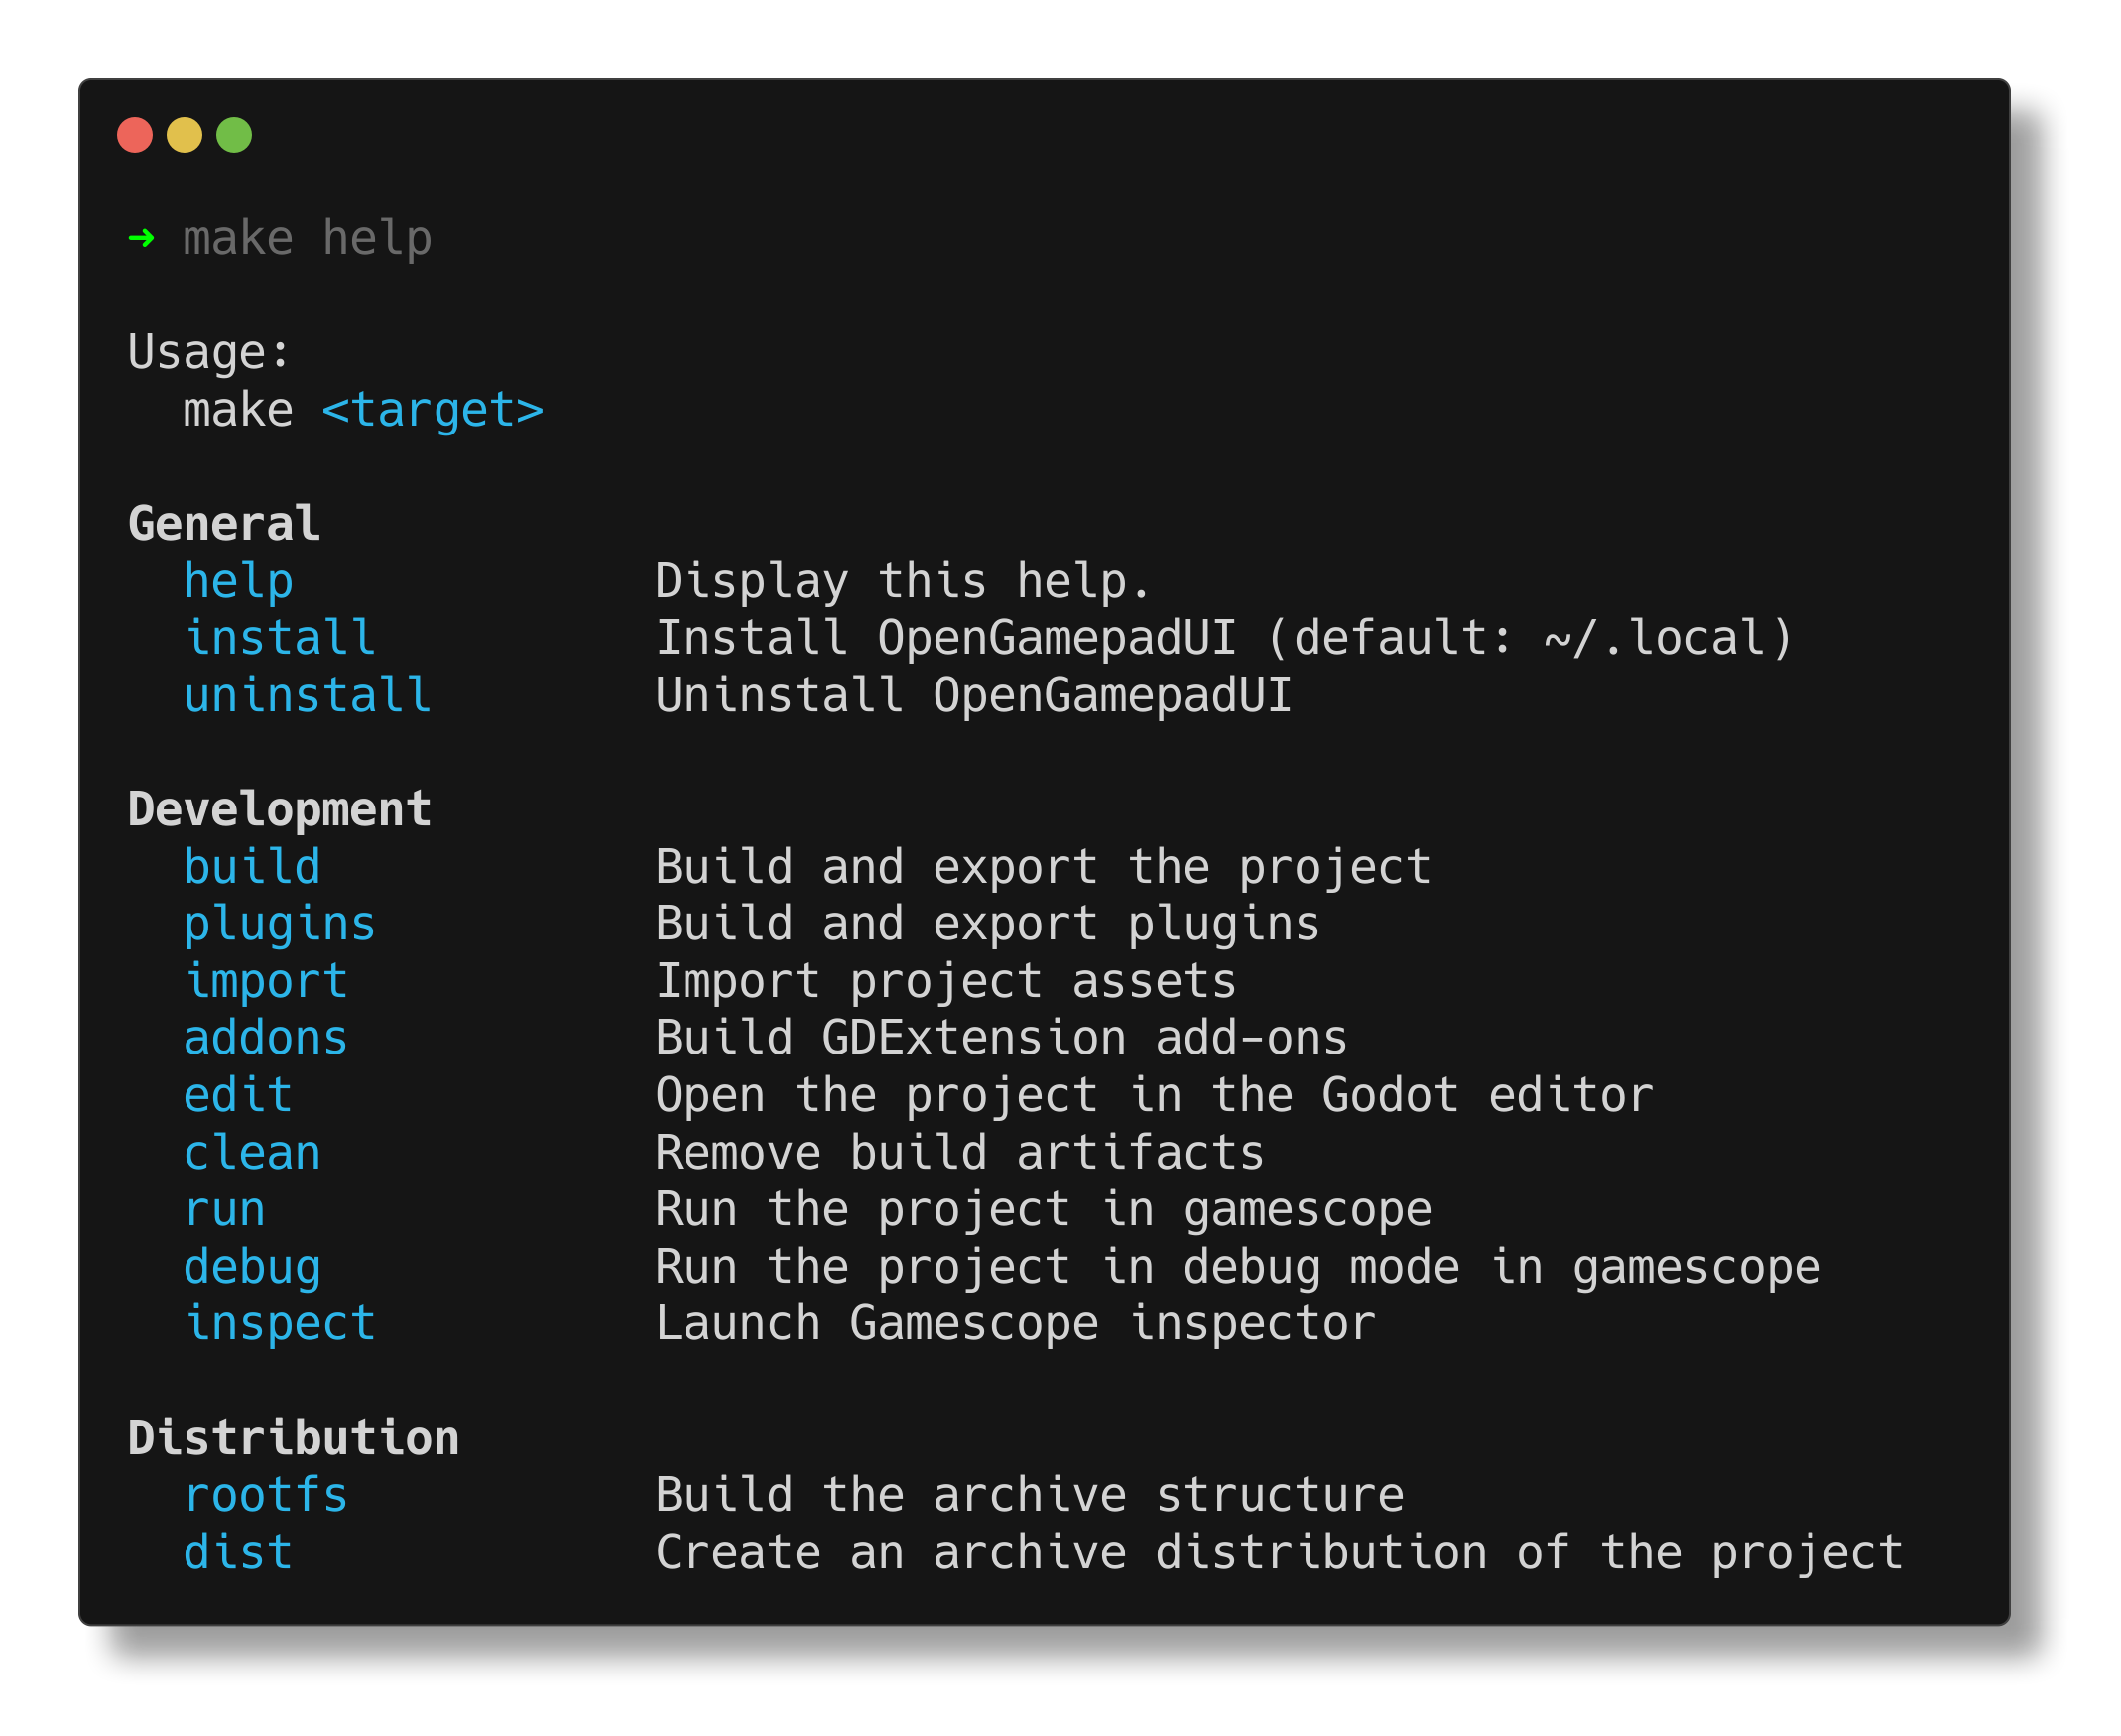 ➜ make help
Usage:
make <target>
General
help Display this help.
install Install OpenGamepadUI (default: ~/.local)
uninstall Uninstall OpenGamepadUI
Development
build Build and export the project
plugins Build and export plugins
import Import project assets
addons Build GDExtension add-ons
edit Open the project in the Godot editor
clean Remove build artifacts
run Run the project in gamescope
debug Run the project in debug mode in gamescope
inspect Launch Gamescope inspector
Distribution
rootfs Build the archive structure
dist Create an archive distribution of the project